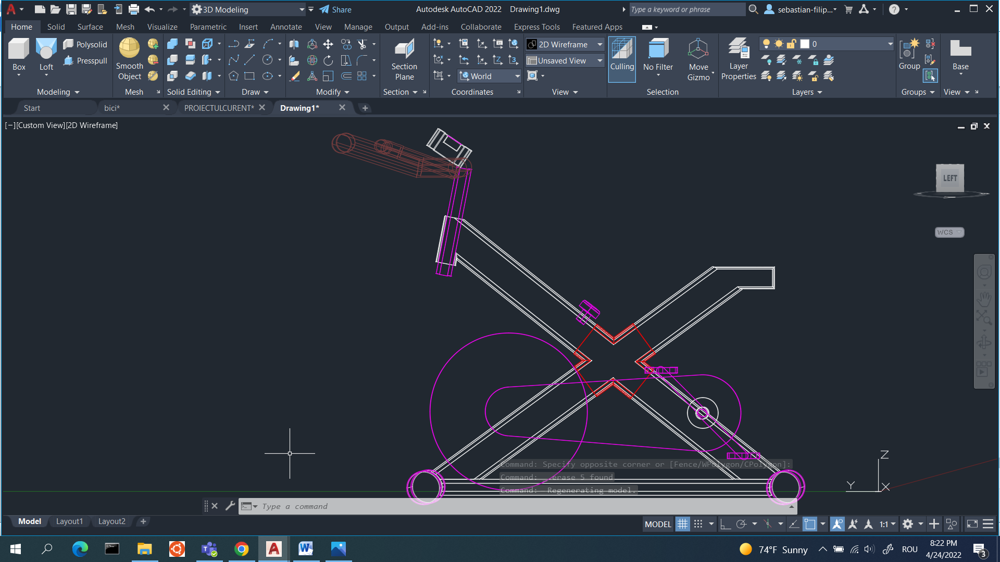 3D Modeling
Share
Autodesk AutoCAD 2022 Drawing1.dwg
Type a keyword or phrase
sebastian-filip...
Home Solid Surface Mesh Visualize Parametric Insert Annotate View Manage Output Add-ins Collaborate Express Tools Featured Apps
Box
Loft
Polysolid
Presspull
Smooth
Object
Section
Plane
World
2D Wireframe
Unsaved View
Culling
No Filter
Move
Gizmo
Layer
Properties
0
Group
Base
Modeling Mesh Solid Editing Draw Modify Section Coordinates View Selection Layers Groups View
Start bici* PROIECTULCURENT* Drawing1*
[−][Custom View][2D Wireframe]
LEFT
WCS
Z
Y
X
Command: Specify opposite corner or [Fence/WPolygon/CPolygon]:
Command: _.erase 5 found
Command: Regenerating model.
Type a command
Model Layout1 Layout2
MODEL
1:1
74°F Sunny
ROU
8:22 PM
4/24/2022
3